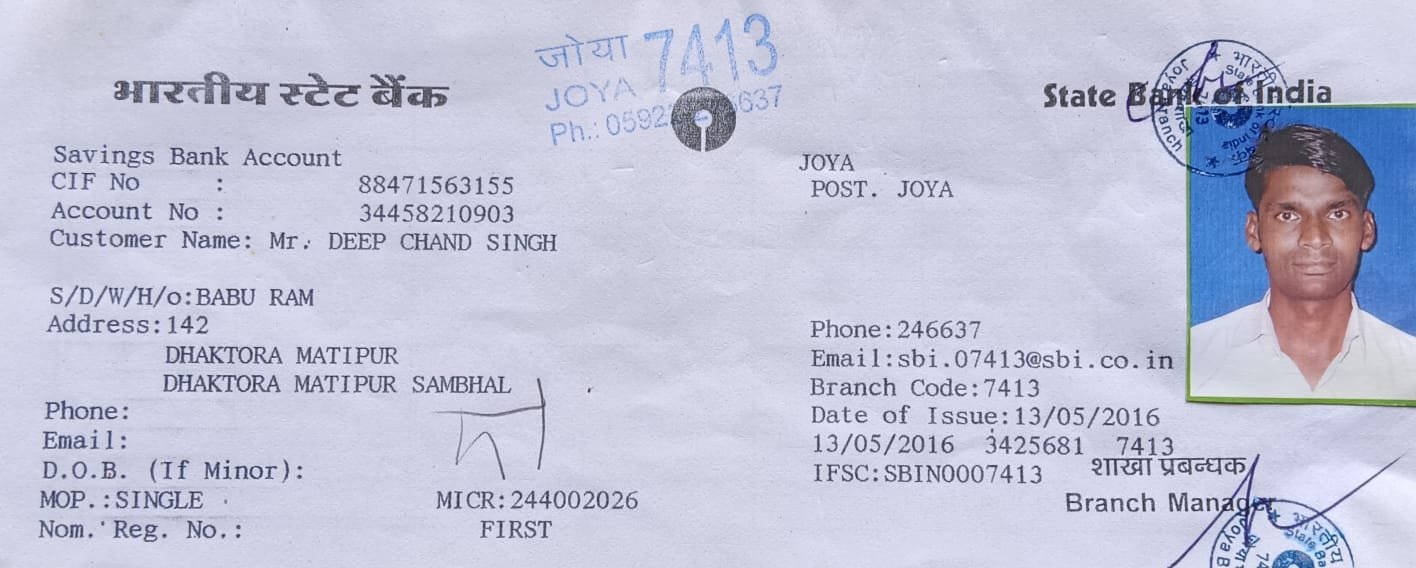 जोया 7413
JOYA
Ph.: 0592 637
भारतीय स्टेट बैंक
State Bank of India
Savings Bank Account
CIF No : 88471563155
Account No : 34458210903
Customer Name: Mr. DEEP CHAND SINGH
S/D/W/H/o:BABU RAM
Address:142
DHAKTORA MATIPUR
DHAKTORA MATIPUR SAMBHAL
Phone:
Email:
D.O.B. (If Minor):
MOP.:SINGLE
MICR:244002026
Nom. Reg. No.:
FIRST
JOYA
POST. JOYA
Phone:246637
Email:sbi.07413@sbi.co.in
Branch Code:7413
Date of Issue:13/05/2016
13/05/2016 3425681 7413
IFSC:SBIN0007413
शाखा प्रबन्धक
Branch Manager